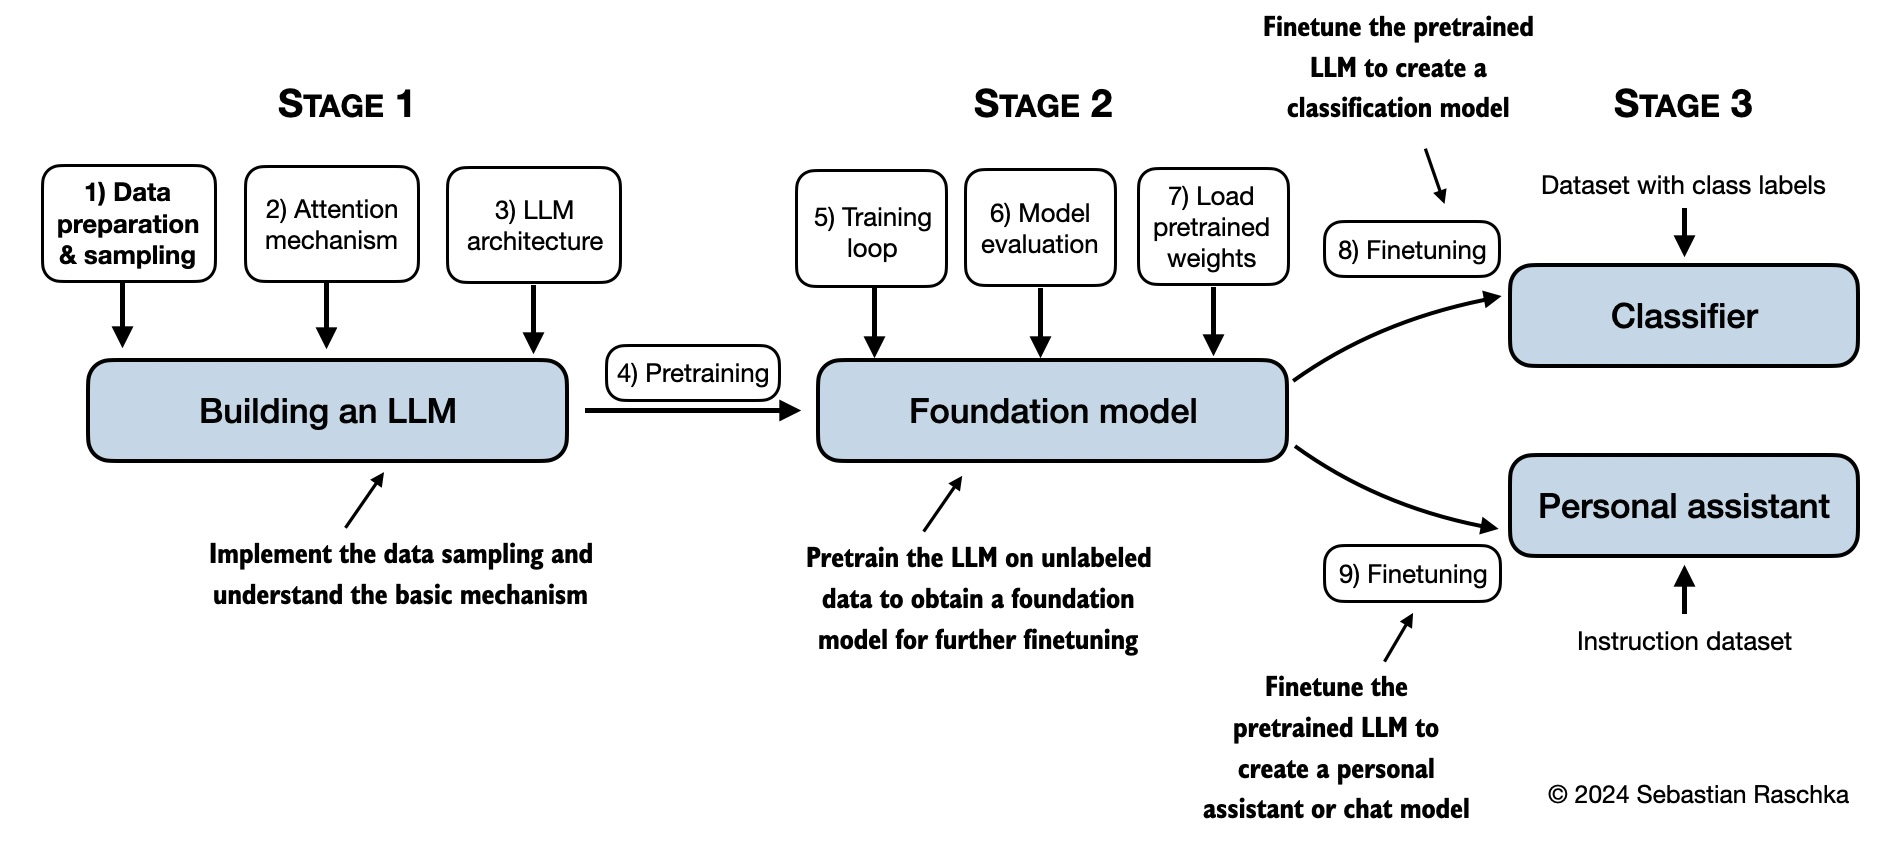 Finetune the pretrained
LLM to create a
classification model
STAGE 1
STAGE 2
STAGE 3
1) Data
preparation
& sampling
2) Attention
mechanism
3) LLM
architecture
5) Training
loop
6) Model
evaluation
7) Load
pretrained
weights
8) Finetuning
Dataset with class labels
Classifier
4) Pretraining
Building an LLM
Foundation model
Personal assistant
9) Finetuning
Instruction dataset
Implement the data sampling and
understand the basic mechanism
Pretrain the LLM on unlabeled
data to obtain a foundation
model for further finetuning
Finetune the
pretrained LLM to
create a personal
assistant or chat model
© 2024 Sebastian Raschka